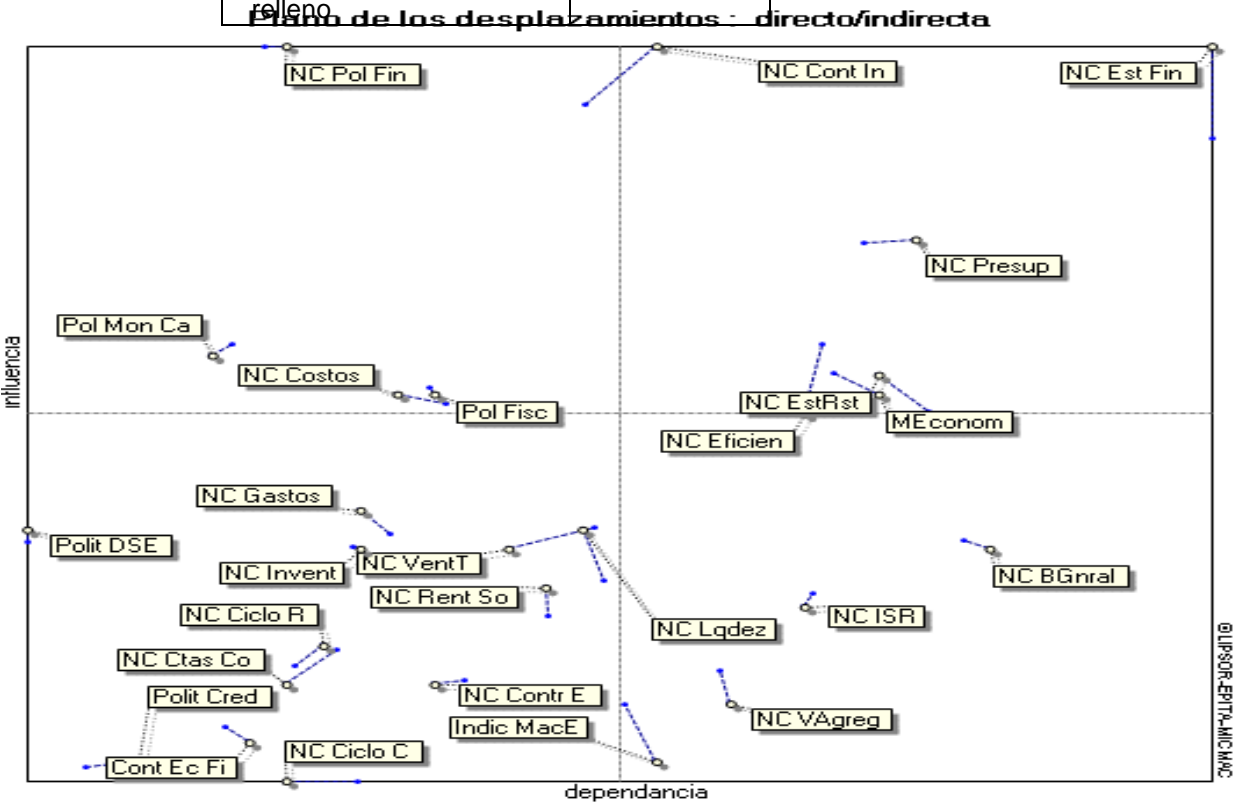 relleno
Plano de los desplazamientos : directo/indirecta
NC Pol Fin
NC Cont In
NC Est Fin
NC Presup
Pol Mon Ca
NC Costos
Pol Fisc
NC EstRst
MEconom
NC Eficien
influencia
NC Gastos
Polit DSE
NC VentT
NC Invent
NC BGnral
NC Rent So
NC Ciclo R
NC ISR
NC Lqdez
NC Ctas Co
Polit Cred
NC Contr E
Indic MacE
NC VAgreg
NC Ciclo C
Cont Ec Fi
dependancia
@LIPSOR-EPITA-MICMAC